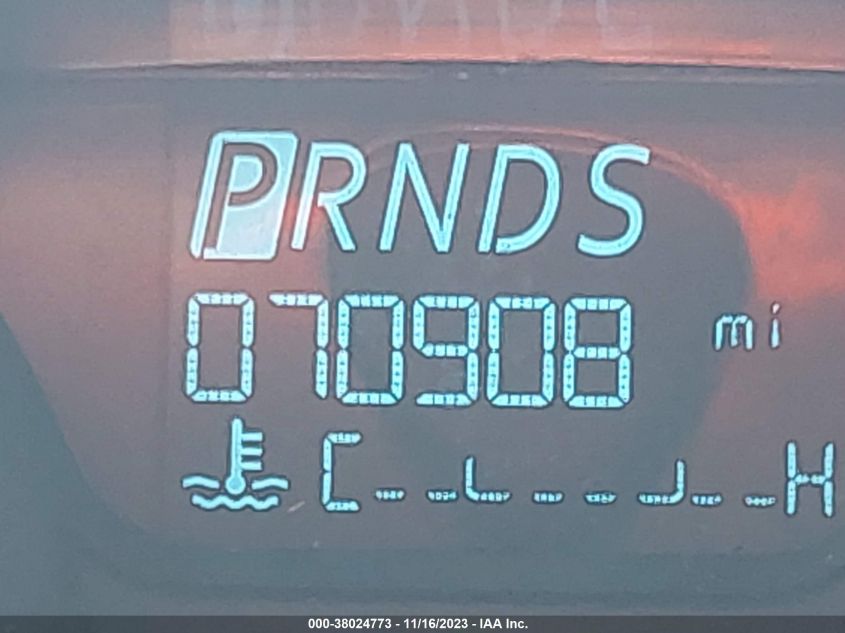 PRNDS
070908 mi
C H
000-38024773 - 11/16/2023 - IAA Inc.